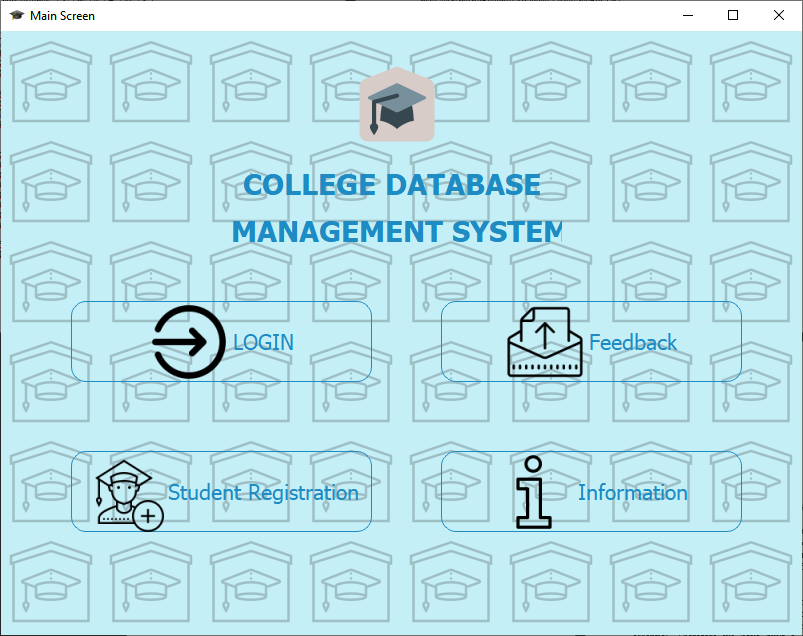 Main Screen
COLLEGE DATABASE
MANAGEMENT SYSTEM
LOGIN
Feedback
Student Registration
Information